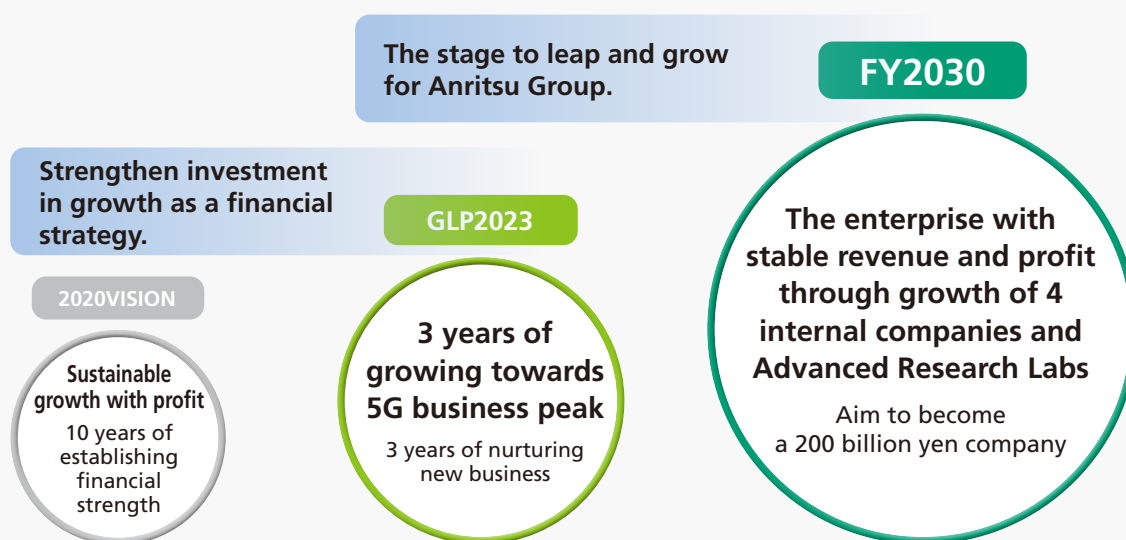 The stage to leap and grow
for Anritsu Group.
FY2030
Strengthen investment
in growth as a financial
strategy.
GLP2023
2020VISION
Sustainable
growth with profit
10 years of
establishing
financial
strength
3 years of
growing towards
5G business peak
3 years of nurturing
new business
The enterprise with
stable revenue and profit
through growth of 4
internal companies and
Advanced Research Labs
Aim to become
a 200 billion yen company